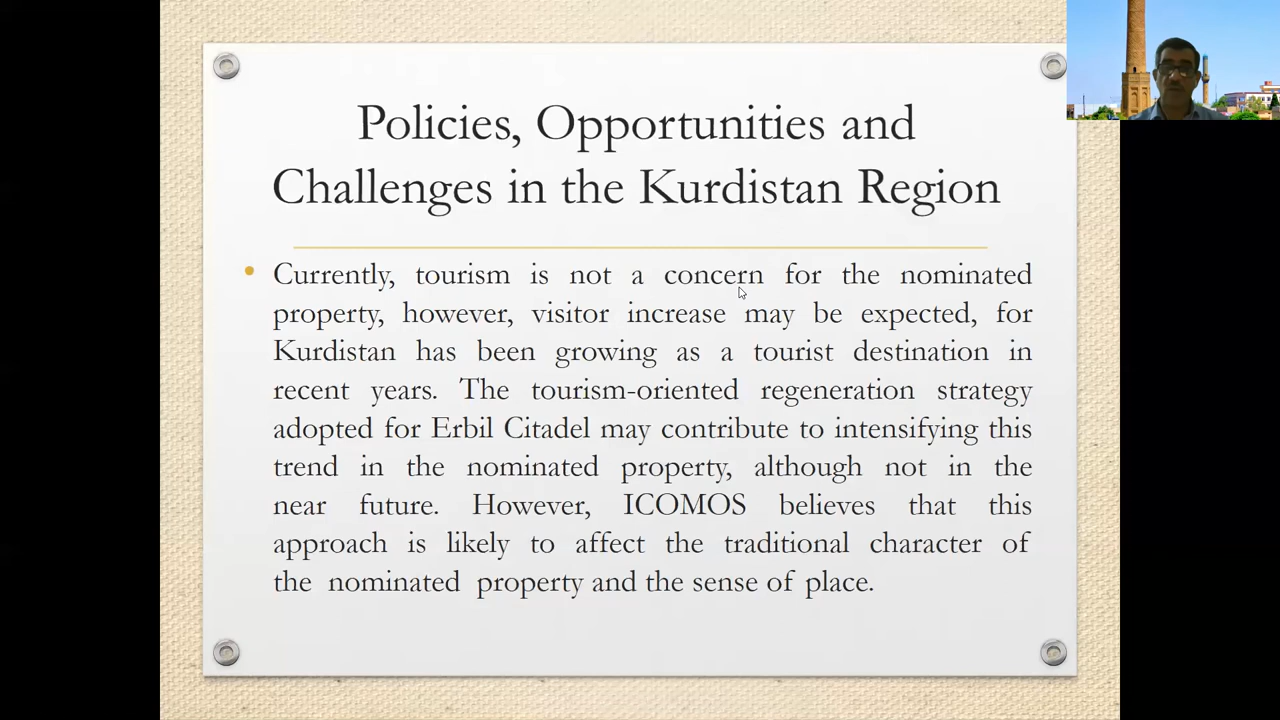 Policies, Opportunities and
Challenges in the Kurdistan Region
• Currently, tourism is not a concern for the nominated
property, however, visitor increase may be expected, for
Kurdistan has been growing as a tourist destination in
recent years. The tourism-oriented regeneration strategy
adopted for Erbil Citadel may contribute to intensifying this
trend in the nominated property, although not in the
near future. However, ICOMOS believes that this
approach is likely to affect the traditional character of
the nominated property and the sense of place.